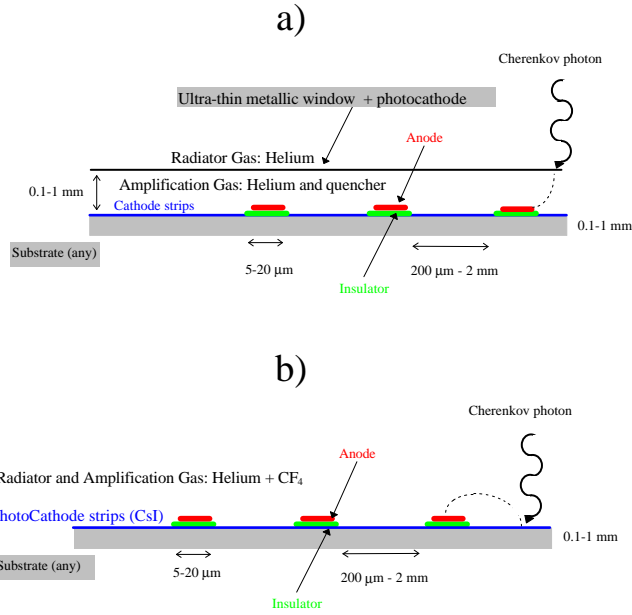 a)
Cherenkov photon
Ultra-thin metallic window + photocathode
Anode
Radiator Gas: Helium
0.1-1 mm
Amplification Gas: Helium and quencher
Cathode strips
0.1-1 mm
Substrate (any)
5-20 µm
200 µm - 2 mm
Insulator
b)
Cherenkov photon
Anode
Radiator and Amplification Gas: Helium + CF4
hotoCathode strips (CsI)
0.1-1 mm
Substrate (any)
5-20 µm
200 µm - 2 mm
Insulator